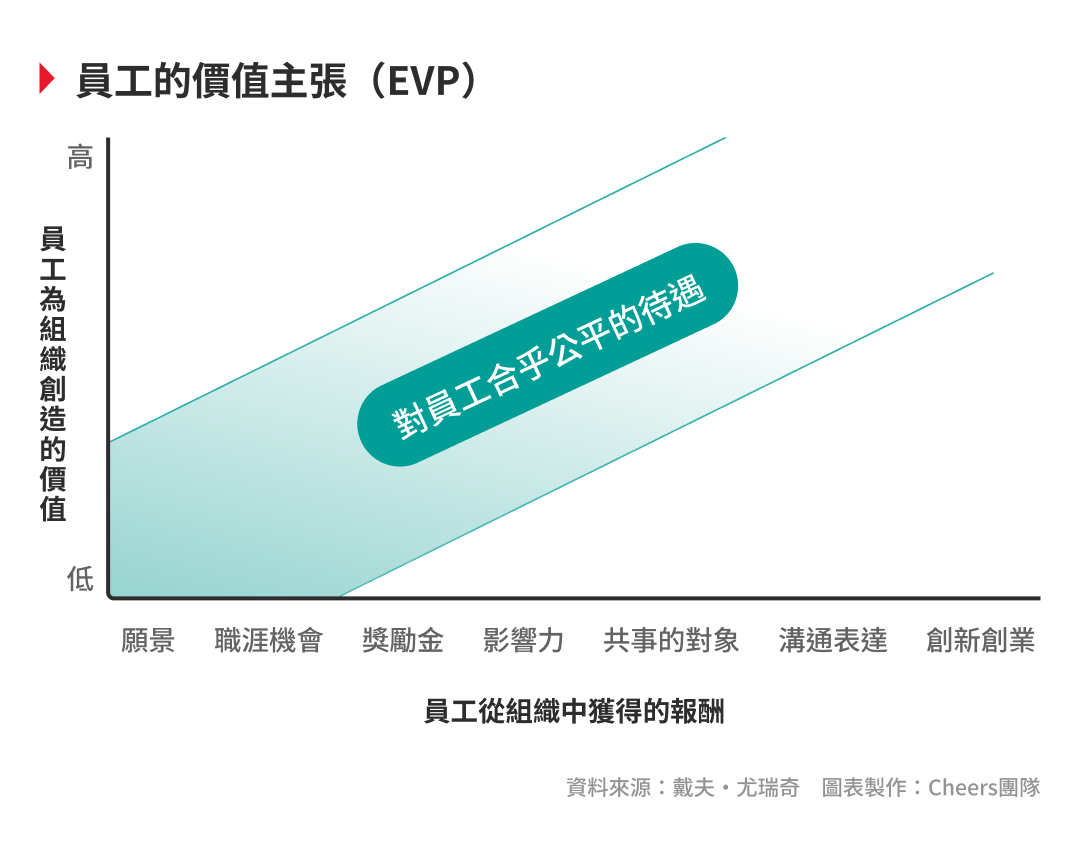 員工的價值主張（EVP）
高
員工為組織創造的價值
低
對員工合乎公平的待遇
願景 職涯機會 獎勵金 影響力 共事的對象 溝通表達 創新創業
員工從組織中獲得的報酬
資料來源：戴夫・尤瑞奇 圖表製作：Cheers團隊